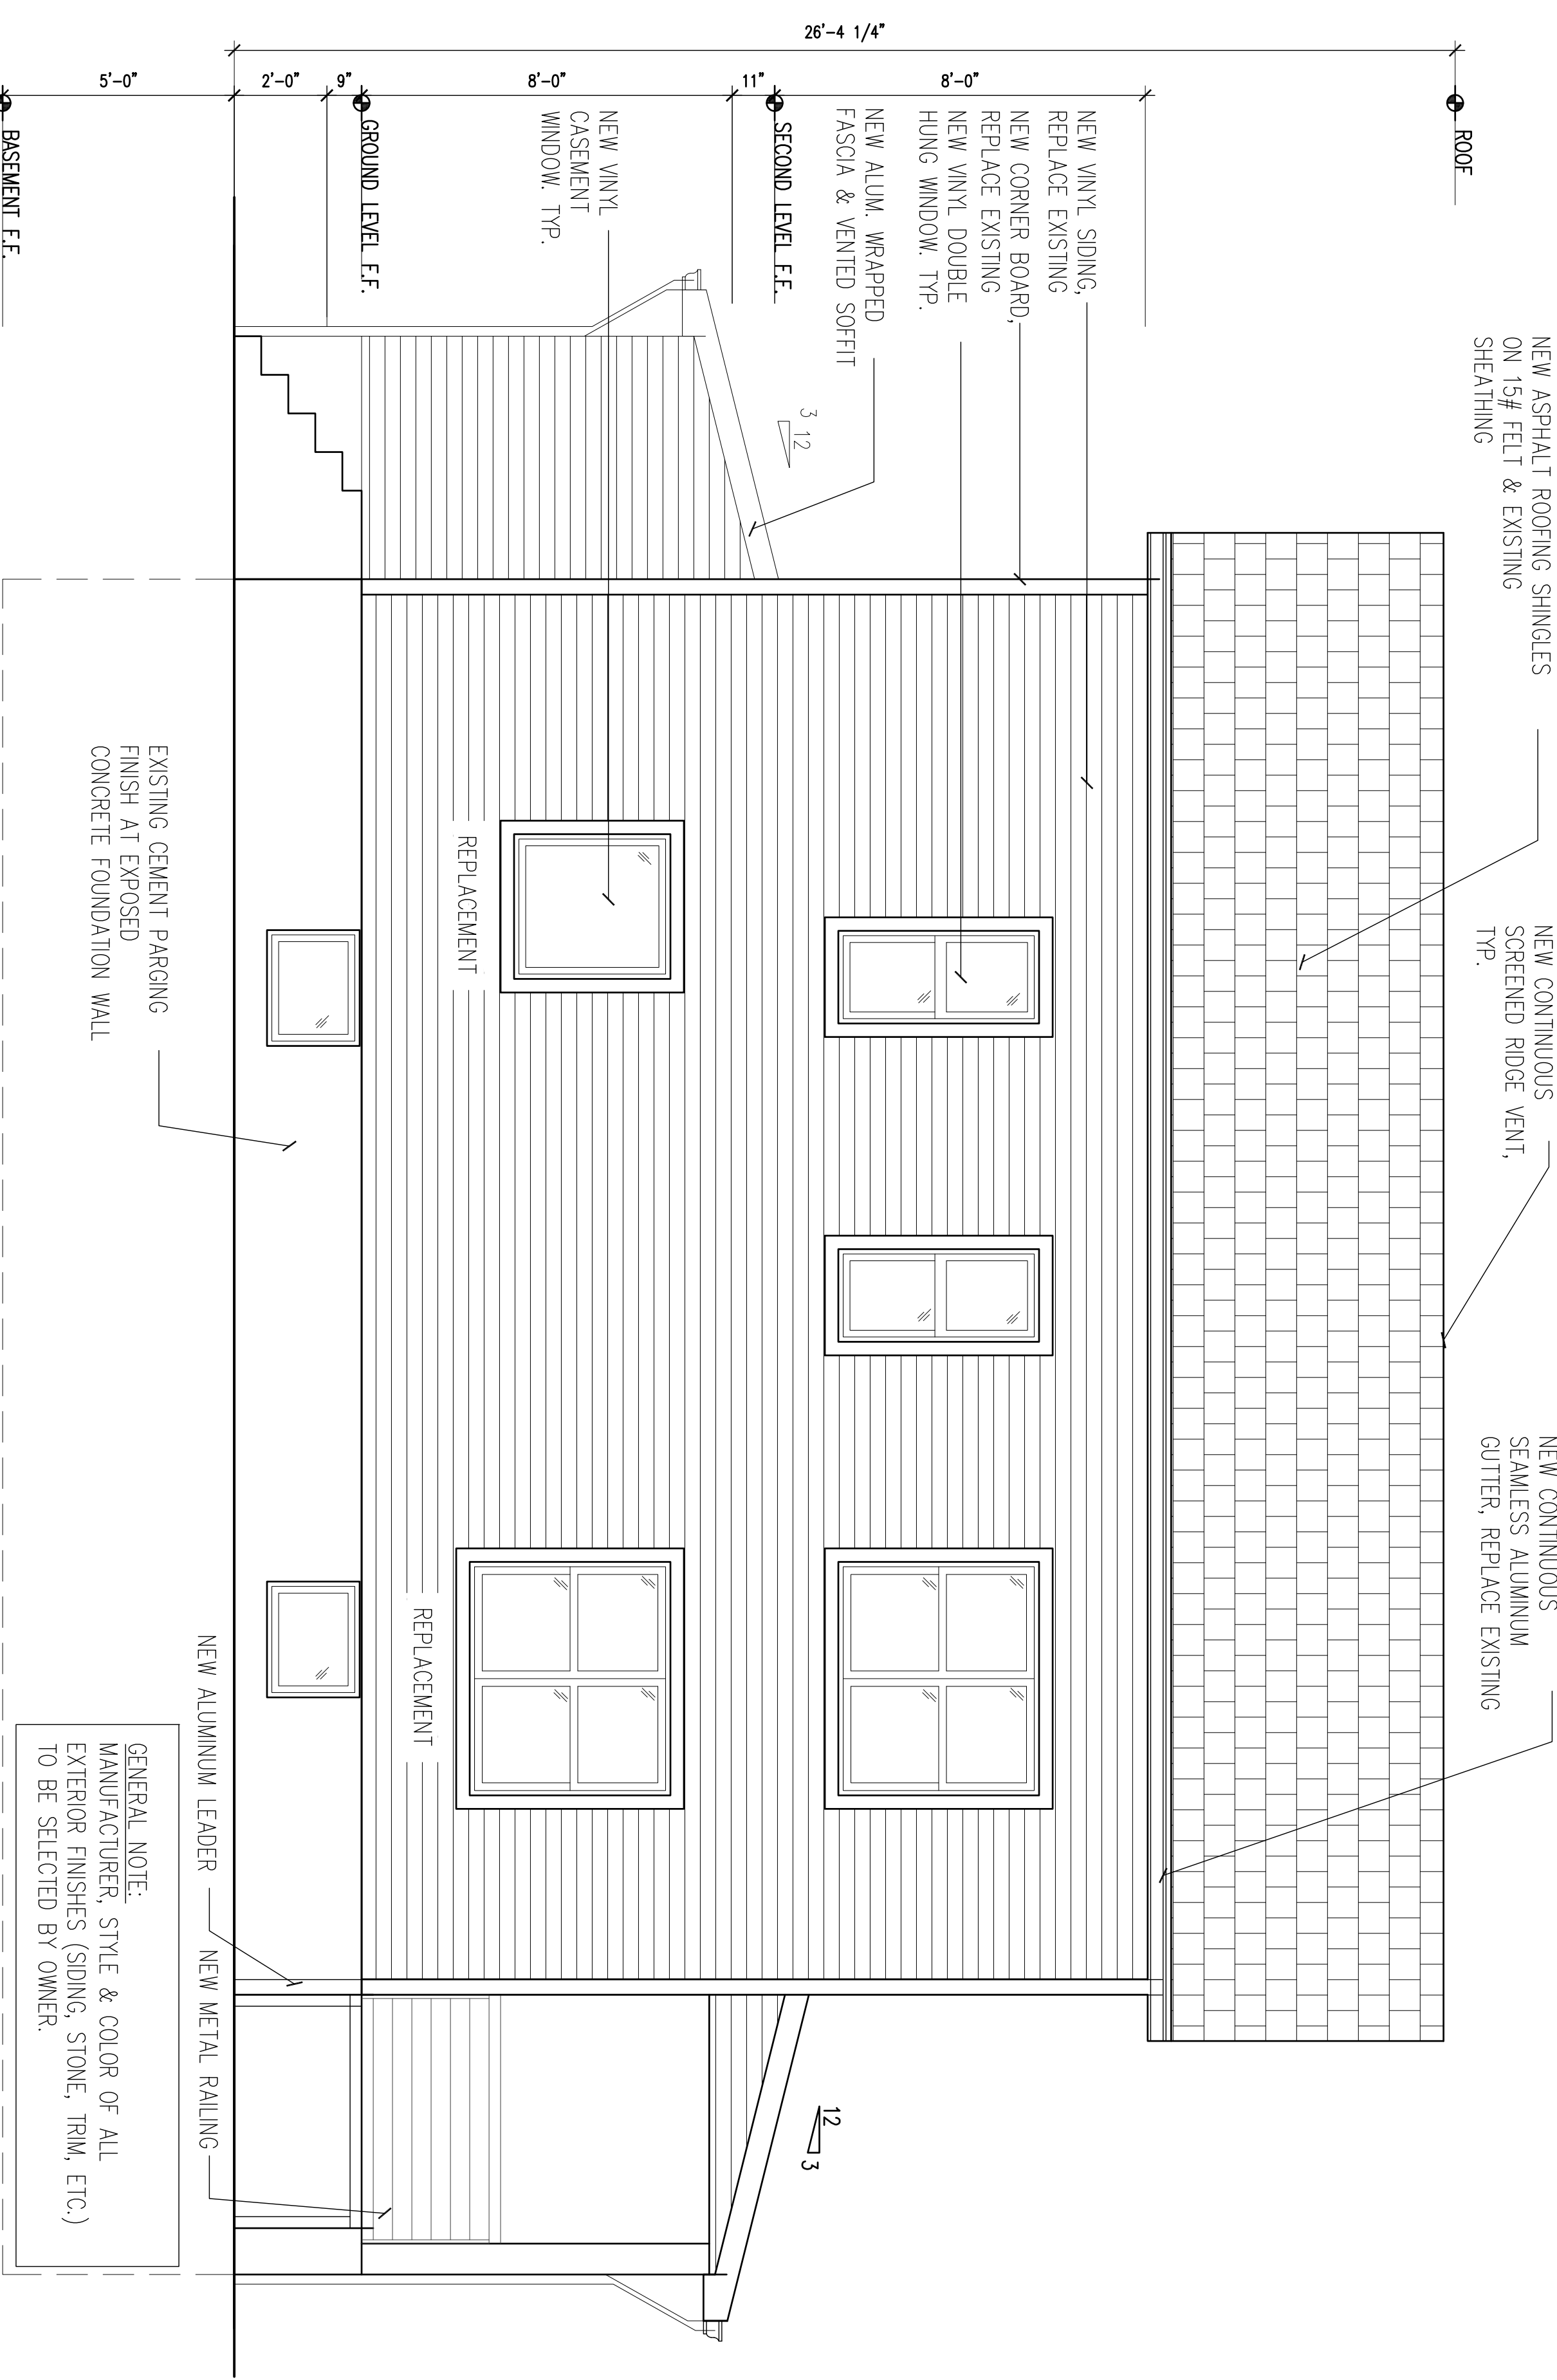 NEW ASPHALT ROOFING SHINGLES
ON 15# FELT & EXISTING
SHEATHING
NEW CONTINUOUS
SCREENED RIDGE VENT,
TYP.
NEW CONTINUOUS
SEAMLESS ALUMINUM
GUTTER, REPLACE EXISTING
ROOF
26'-4 1/4"
8'-0"
11"
8'-0"
9"
2'-0"
5'-0"
NEW VINYL SIDING,
REPLACE EXISTING
NEW CORNER BOARD,
REPLACE EXISTING
NEW VINYL DOUBLE
HUNG WINDOW. TYP.
NEW ALUM. WRAPPED
FASCIA & VENTED SOFFIT
SECOND LEVEL F.F.
3
12
12
3
NEW VINYL
CASEMENT
WINDOW. TYP.
REPLACEMENT
REPLACEMENT
GROUND LEVEL F.F.
BASEMENT F.F.
EXISTING CEMENT PARGING
FINISH AT EXPOSED
CONCRETE FOUNDATION WALL
NEW ALUMINUM LEADER
NEW METAL RAILING
GENERAL NOTE:
MANUFACTURER, STYLE & COLOR OF ALL
EXTERIOR FINISHES (SIDING, STONE, TRIM, ETC.)
TO BE SELECTED BY OWNER.